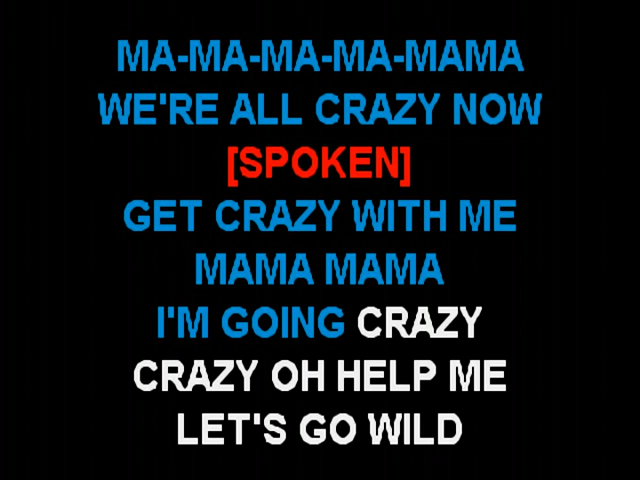 MA-MA-MA-MA-MAMA
WE'RE ALL CRAZY NOW
[SPOKEN]
GET CRAZY WITH ME
MAMA MAMA
I'M GOING CRAZY
CRAZY OH HELP ME
LET'S GO WILD